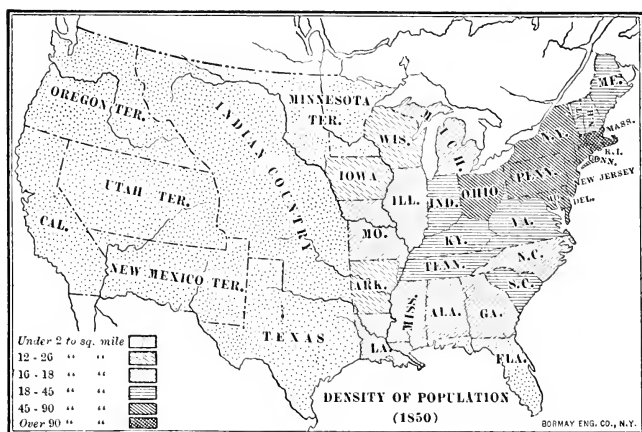 ME.
OREGON TER.
MINNESOTA
TER.
INDIAN COUNTRY
WIS.
MICH.
N.Y.
MASS.
R.I.
CONN.
UTAH TER.
IOWA
PENN.
NEW JERSEY
OHIO
ILL.
IND.
MD.
DEL.
VA.
CAL.
MO.
KY.
NEW MEXICO TER.
N.C.
TENN.
ARK.
S.C.
MISS.
ALA.
GA.
TEXAS
LA.
FLA.
Under 2 to sq. mile
12 - 26 " "
16 - 18 " "
18 - 45 " "
45 - 90 " "
Over 90 " "
DENSITY OF POPULATION
(1850)
BORMAY ENG. CO., N.Y.